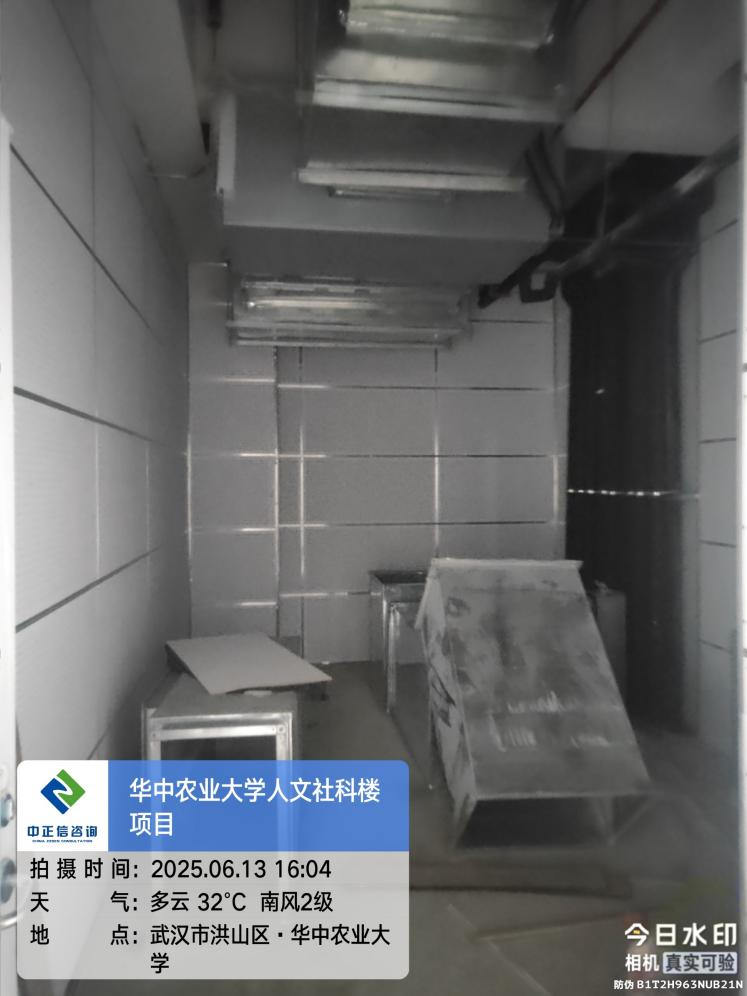 华中农业大学人文社科楼
项目
中正信咨询
拍摄时间：2025.06.13 16:04
天 气：多云 32°C 南风2级
地 点：武汉市洪山区·华中农业大
学
今日水印
相机 真实可验
防伪 B1T2H963NUB21N